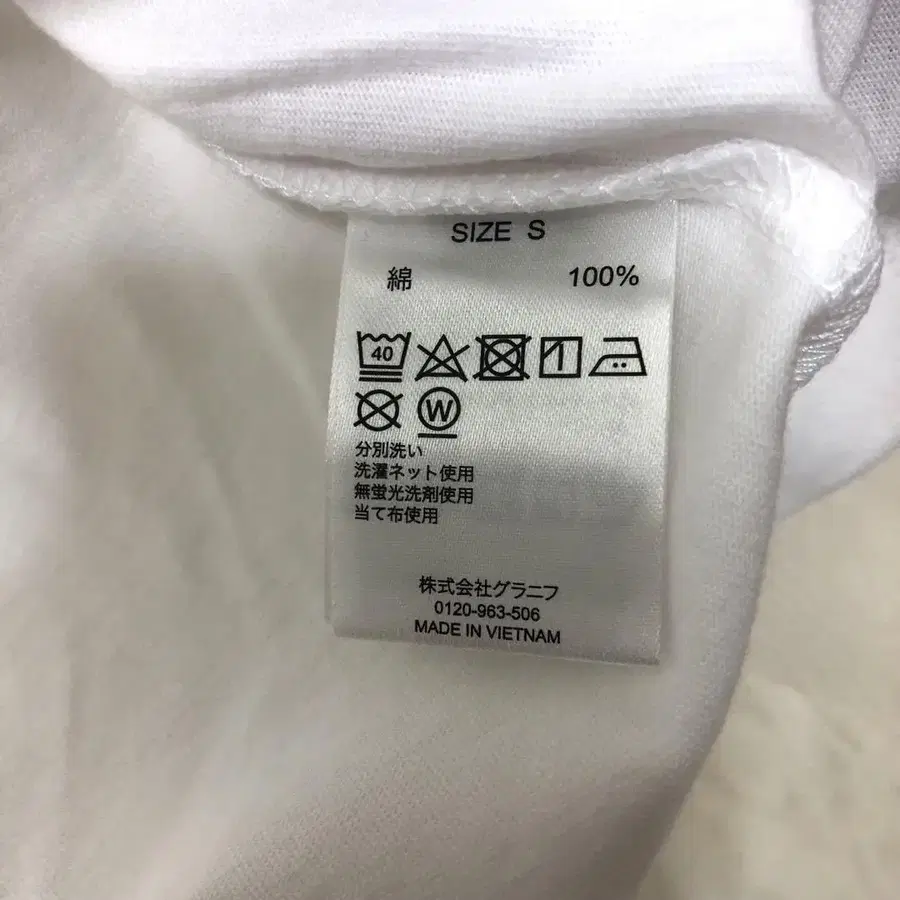 SIZE S
綿 100%
40
W
分別洗い
洗濯ネット使用
無蛍光洗剤使用
当て布使用
株式会社グラニフ
0120-963-506
MADE IN VIETNAM